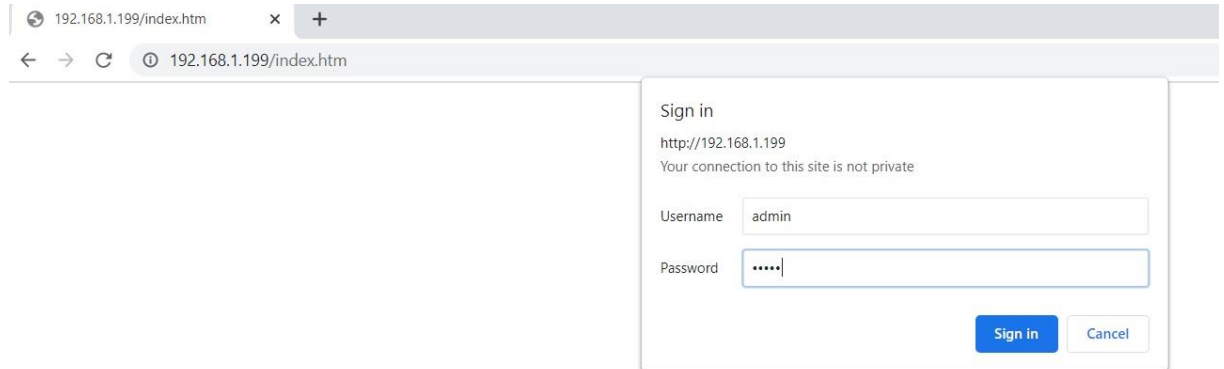 192.168.1.199/index.htm
192.168.1.199/index.htm
Sign in
http://192.168.1.199
Your connection to this site is not private
Username admin
Password •••••
Sign in Cancel